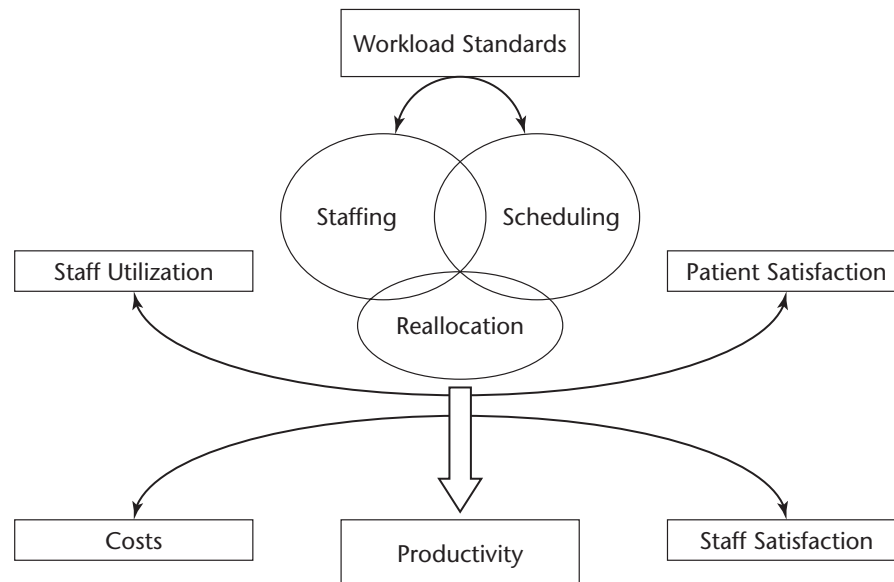 Workload Standards
Staffing
Scheduling
Staff Utilization
Patient Satisfaction
Reallocation
Costs
Productivity
Staff Satisfaction